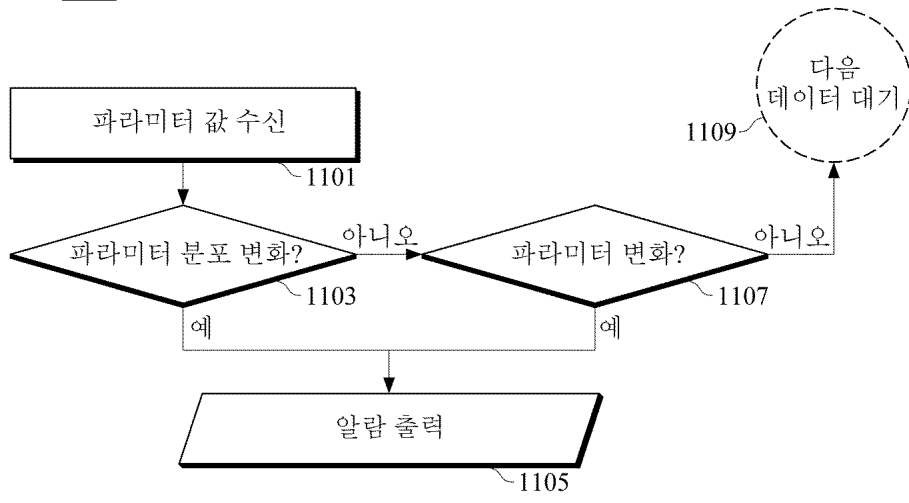 파라미터 값 수신
1101
파라미터 분포 변화?
1103
아니오
예
파라미터 변화?
1107
아니오
예
다음
데이터 대기
1109
알람 출력
1105